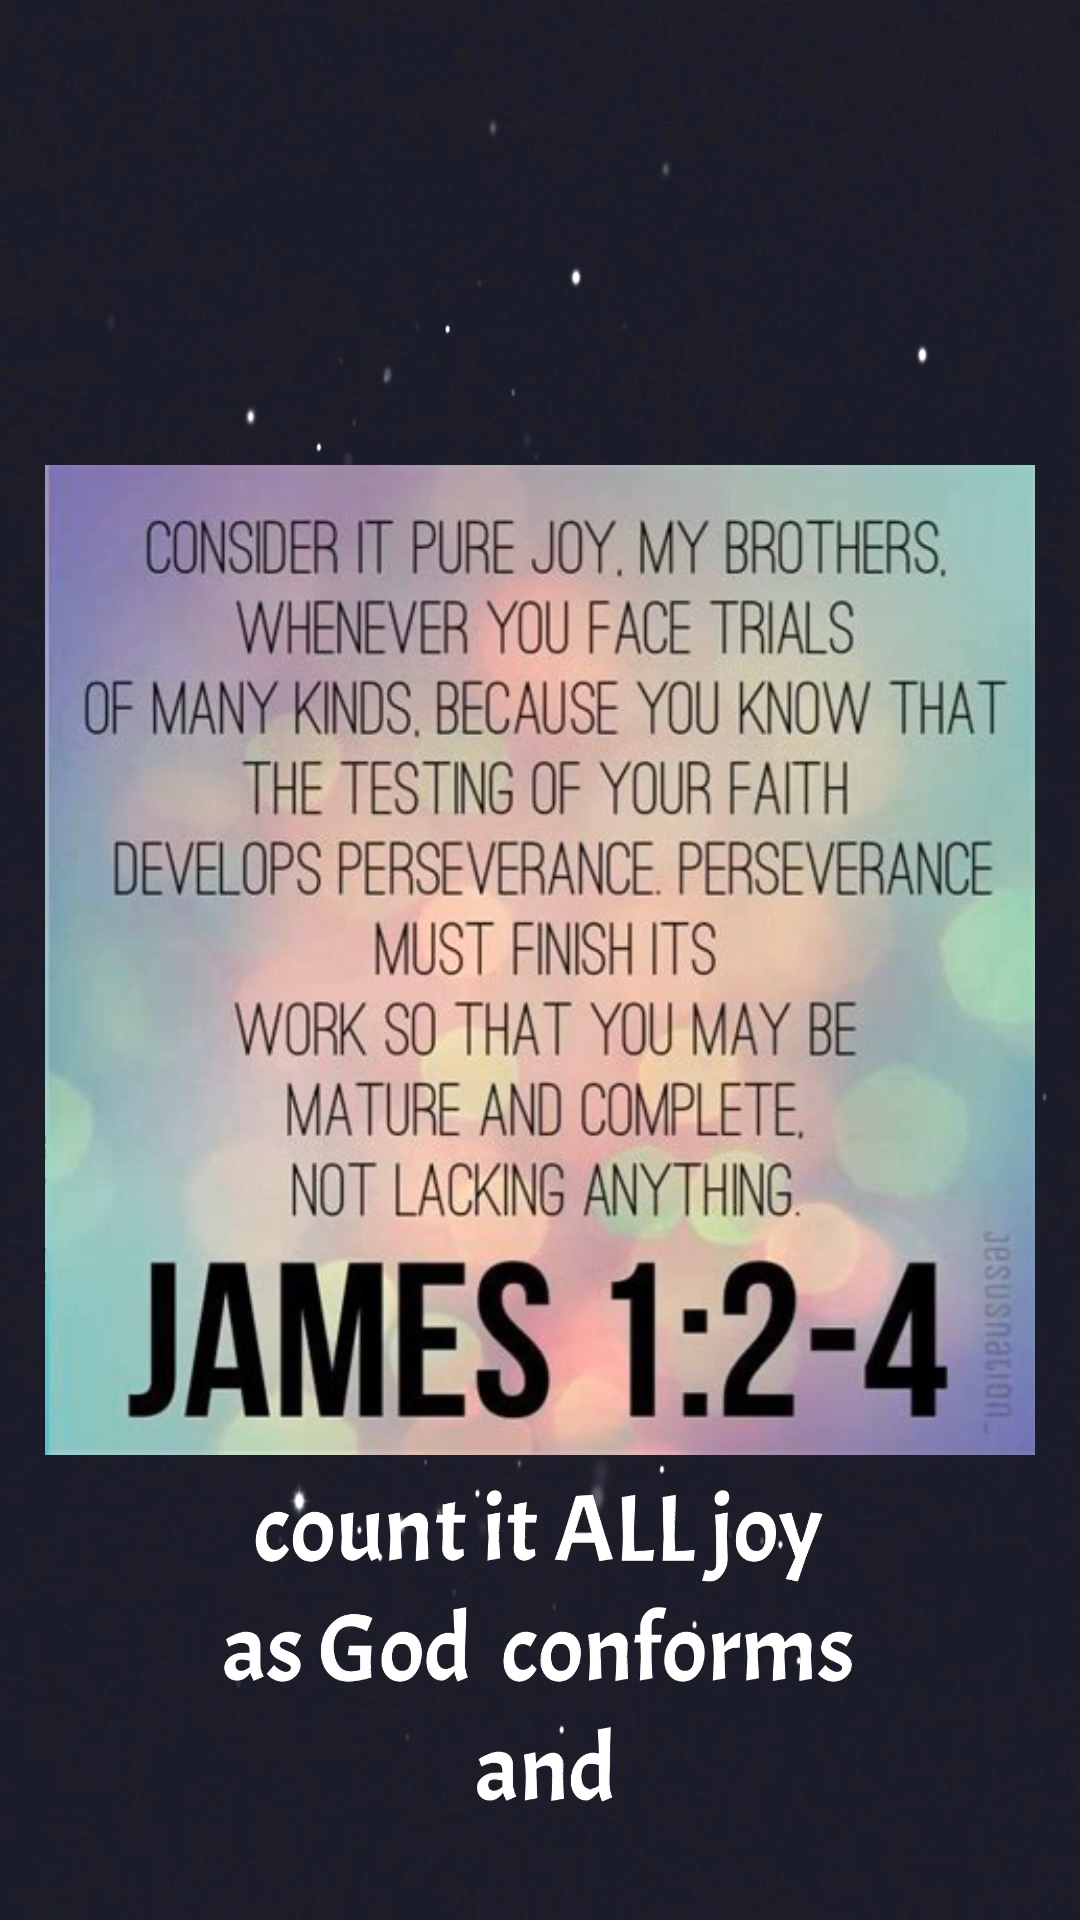 CONSIDER IT PURE JOY, MY BROTHERS,
WHENEVER YOU FACE TRIALS
OF MANY KINDS, BECAUSE YOU KNOW THAT
THE TESTING OF YOUR FAITH
DEVELOPS PERSEVERANCE. PERSEVERANCE
MUST FINISH ITS
WORK SO THAT YOU MAY BE
MATURE AND COMPLETE,
NOT LACKING ANYTHING.
JAMES 1:2-4
jesusnation_
count it ALL joy
as God conforms
and